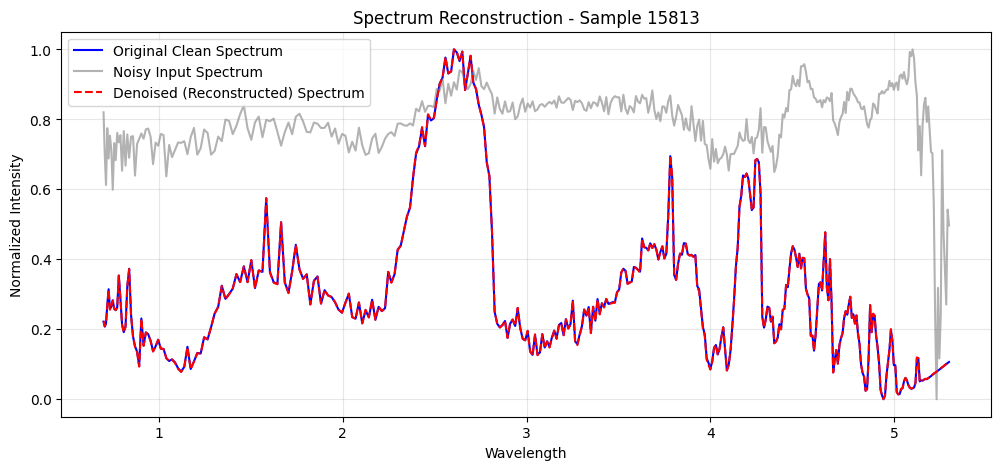 Spectrum Reconstruction - Sample 15813
Original Clean Spectrum
Noisy Input Spectrum
Denoised (Reconstructed) Spectrum
Normalized Intensity
1.0
0.8
0.6
0.4
0.2
0.0
1 2 3 4 5
Wavelength